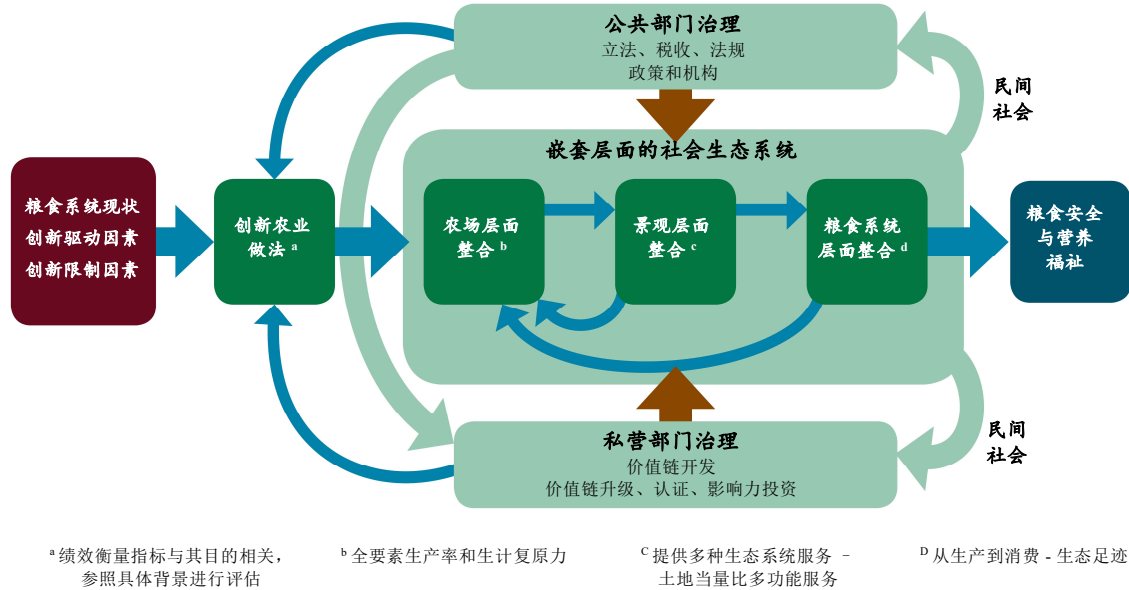 公共部门治理
立法、税收、法规
政策和机构
民间
社会
嵌套层面的社会生态系统
粮食系统现状
创新驱动因素
创新限制因素
创新农业
做法 a
农场层面
整合 b
景观层面
整合 c
粮食系统
层面整合 d
粮食安全
与营养
福祉
民间
社会
私营部门治理
价值链开发
价值链升级、认证、影响力投资
a 绩效衡量指标与其目的相关，
参照具体背景进行评估
b 全要素生产率和生计复原力
C 提供多种生态系统服务 –
土地当量比多功能服务
D 从生产到消费 - 生态足迹